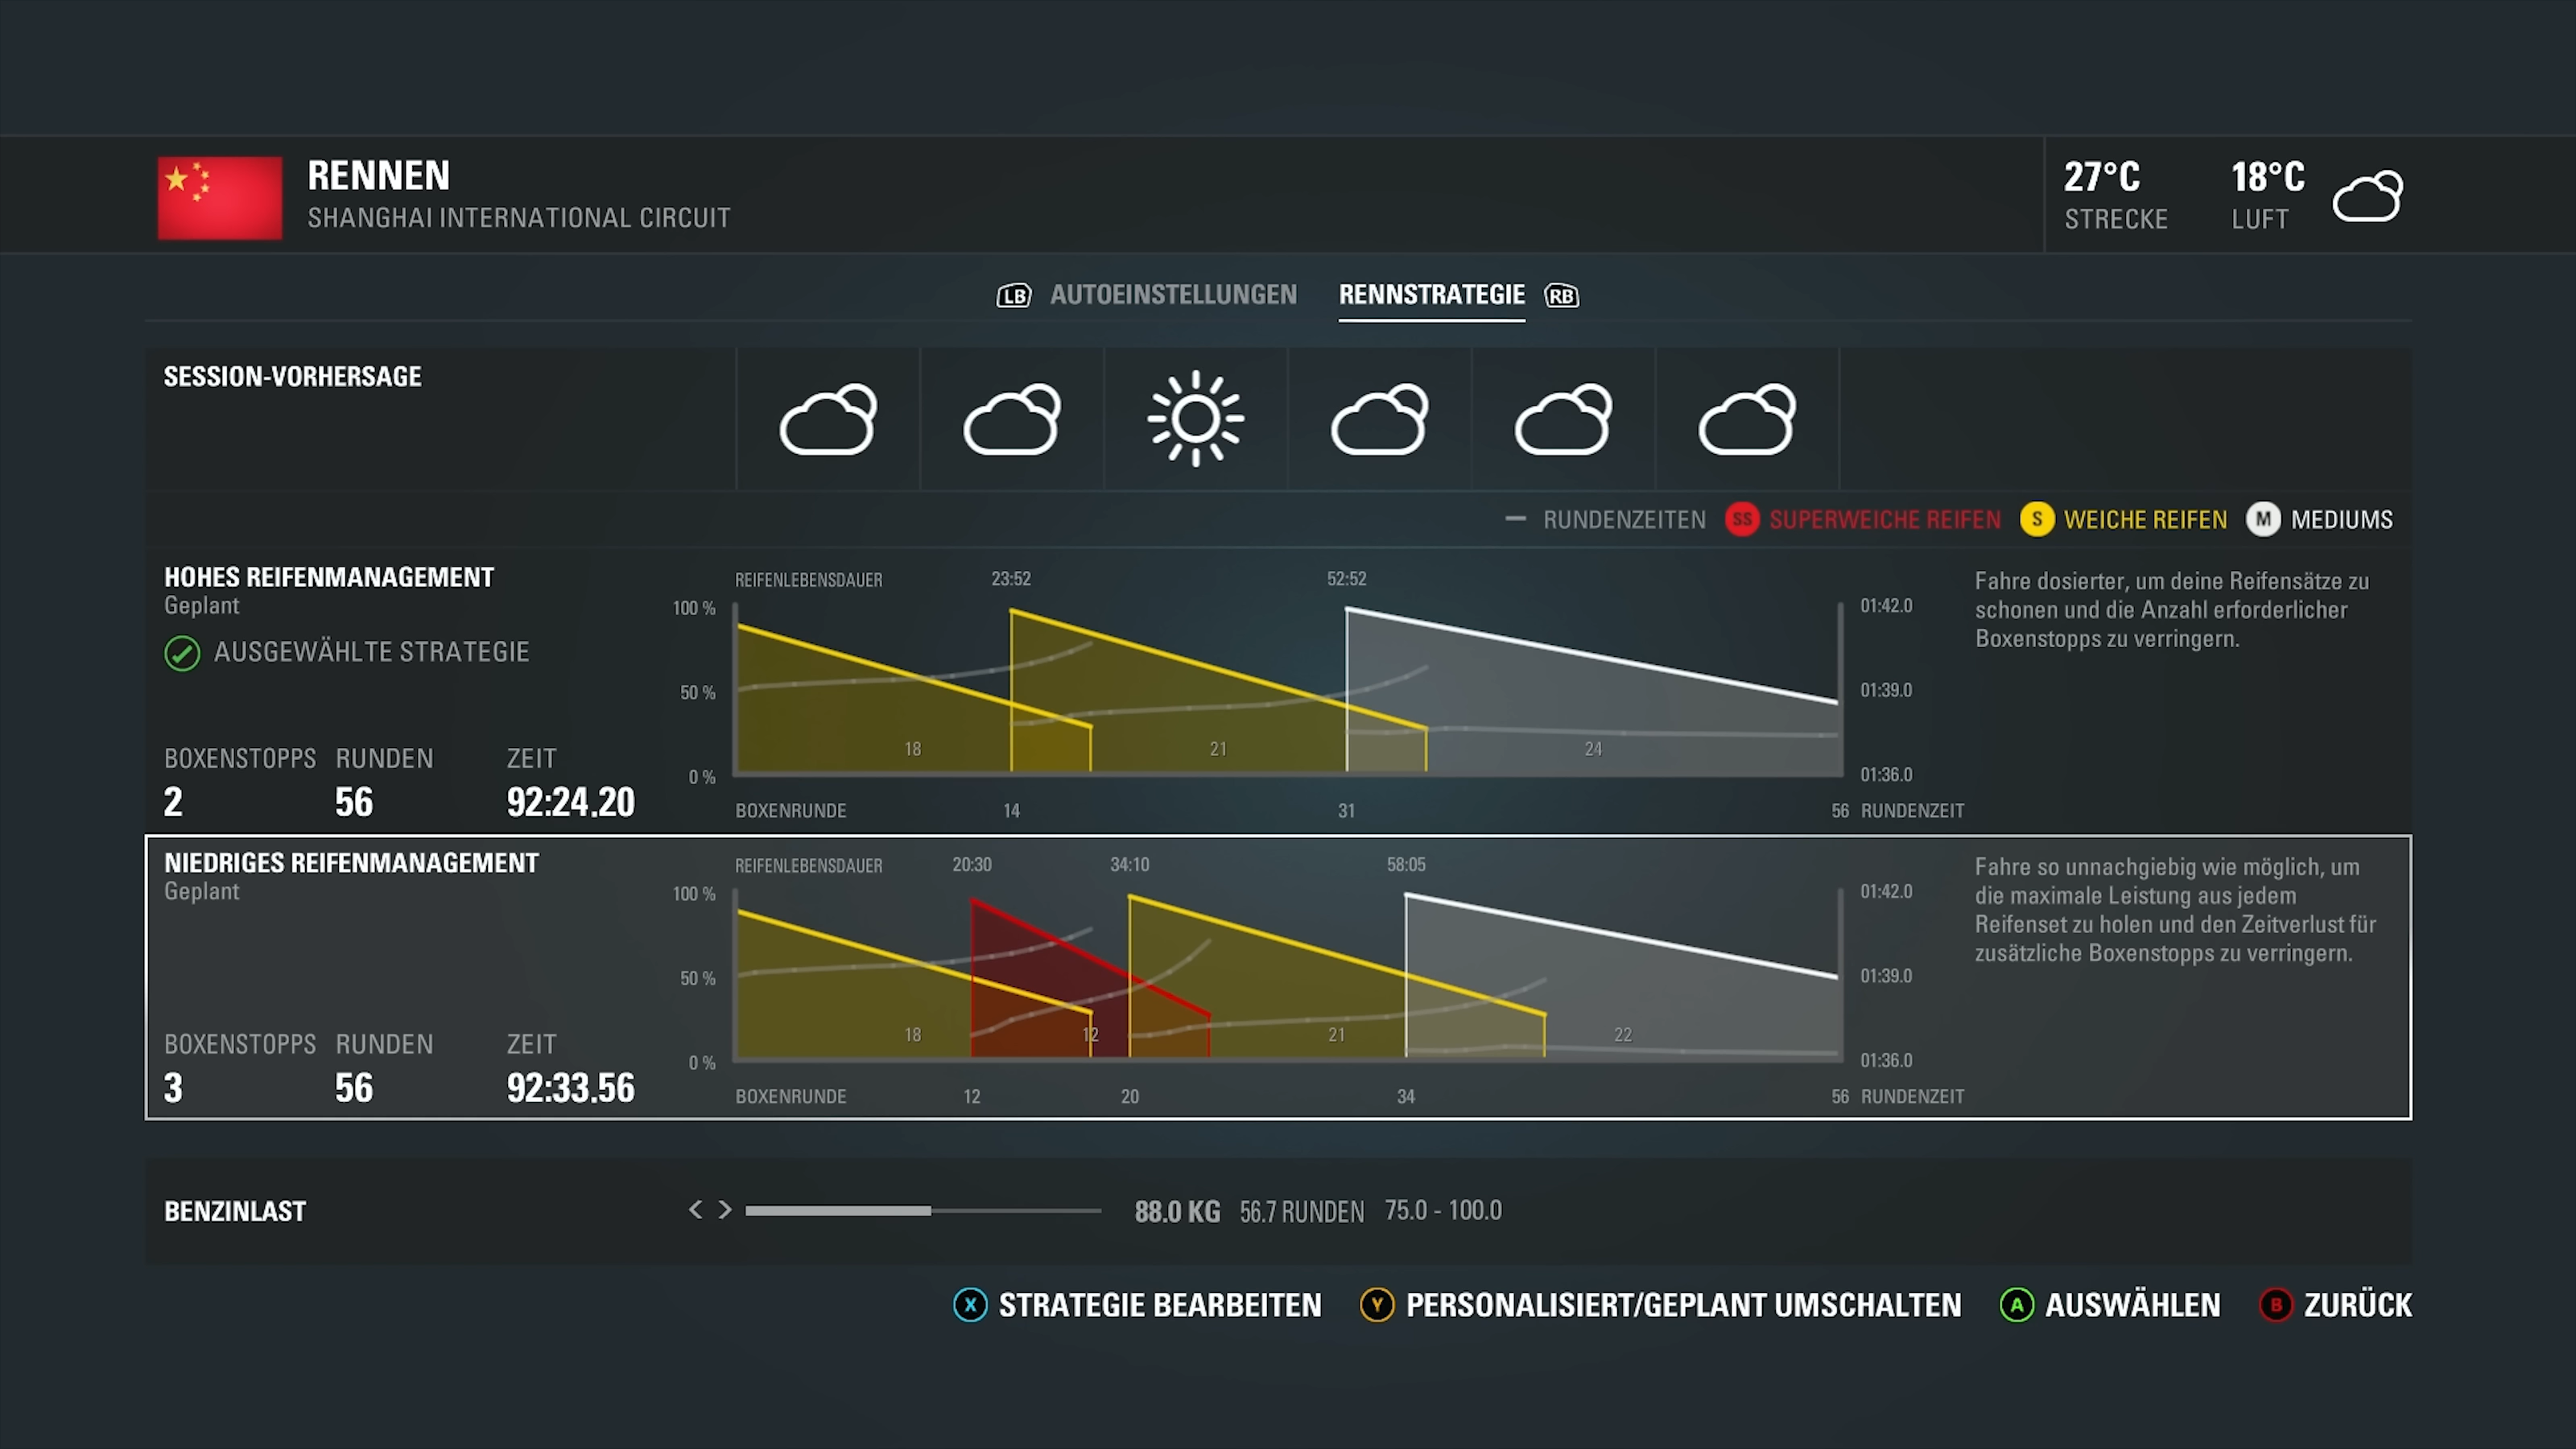 RENNEN
SHANGHAI INTERNATIONAL CIRCUIT
27°C 18°C
STRECKE LUFT
LB AUTOEINSTELLUNGEN RENNSTRATEGIE RB
SESSION-VORHERSAGE
RUNDENZEITEN SS SUPERWEICHE REIFEN S WEICHE REIFEN M MEDIUMS
HOHES REIFENMANAGEMENT
Geplant
AUSGEWÄHLTE STRATEGIE
BOXENSTOPPS RUNDEN ZEIT
2 56 92:24.20
REIFENLEBENSDAUER 23:52 52:52
100 % 01:42.0
50 % 01:39.0
18 21 24
0 % 01:36.0
BOXENRUNDE 14 31 56 RUNDENZEIT
Fahre dosierter, um deine Reifensätze zu
schonen und die Anzahl erforderlicher
Boxenstopps zu verringern.
NIEDRIGES REIFENMANAGEMENT
Geplant
BOXENSTOPPS RUNDEN ZEIT
3 56 92:33.56
REIFENLEBENSDAUER 20:30 34:10 58:05
100 % 01:42.0
50 % 01:39.0
18 12 21 22
0 % 01:36.0
BOXENRUNDE 12 20 34 56 RUNDENZEIT
Fahre so unnachgiebig wie möglich, um
die maximale Leistung aus jedem
Reifenset zu holen und den Zeitverlust für
zusätzliche Boxenstopps zu verringern.
BENZINLAST < > 88.0 KG 56.7 RUNDEN 75.0 - 100.0
X STRATEGIE BEARBEITEN Y PERSONALISIERT/GEPLANT UMSCHALTEN A AUSWÄHLEN B ZURÜCK